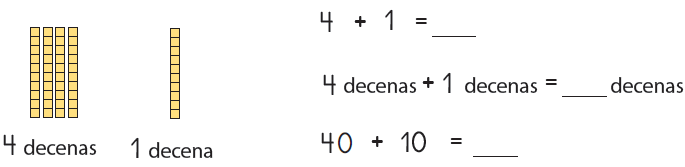 4 + 1 = ____
4 decenas + 1 decenas = ____ decenas
40 + 10 = ____
4 decenas
1 decena